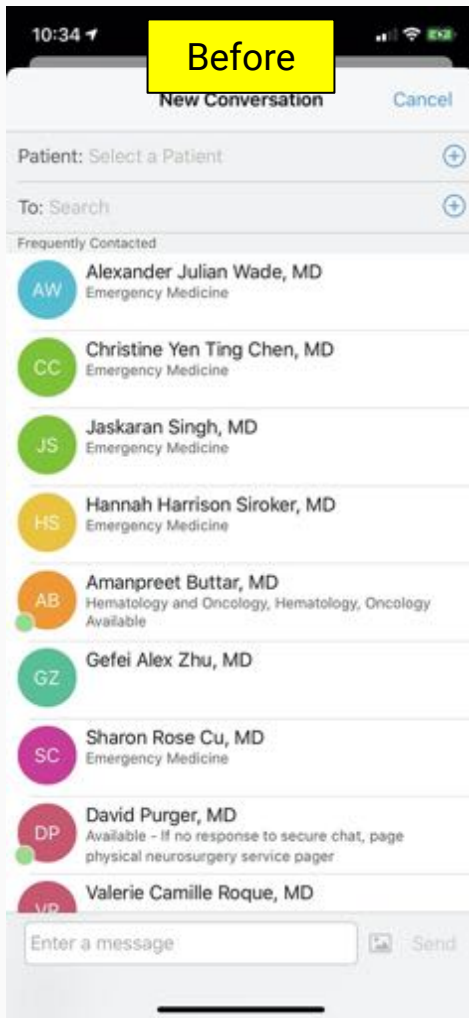 10:34
Before
New Conversation
Cancel
Patient: Select a Patient
To: Search
Frequently Contacted
AW
Alexander Julian Wade, MD
Emergency Medicine
CC
Christine Yen Ting Chen, MD
Emergency Medicine
JS
Jaskaran Singh, MD
Emergency Medicine
HS
Hannah Harrison Siroker, MD
Emergency Medicine
AB
Amanpreet Buttar, MD
Hematology and Oncology, Hematology, Oncology
Available
GZ
Gefei Alex Zhu, MD
SC
Sharon Rose Cu, MD
Emergency Medicine
DP
David Purger, MD
Available - If no response to secure chat, page
physical neurosurgery service pager
VR
Valerie Camille Roque, MD
Enter a message
Send